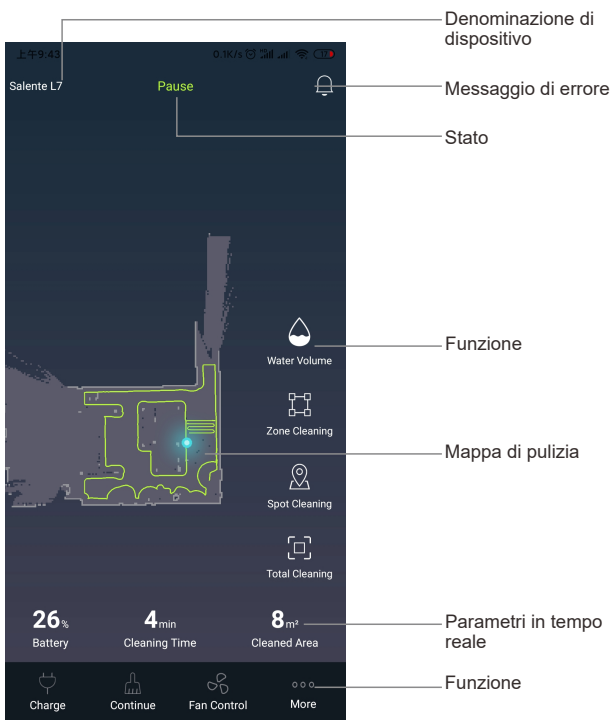 Denominazione di
dispositivo
上午9:43
0.1K/s
Salente L7
Pause
Messaggio di errore
Stato
Water Volume
Funzione
Zone Cleaning
Mappa di pulizia
Spot Cleaning
Total Cleaning
26% 4min 8m²
Battery Cleaning Time Cleaned Area
Parametri in tempo
reale
Charge Continue Fan Control More
Funzione